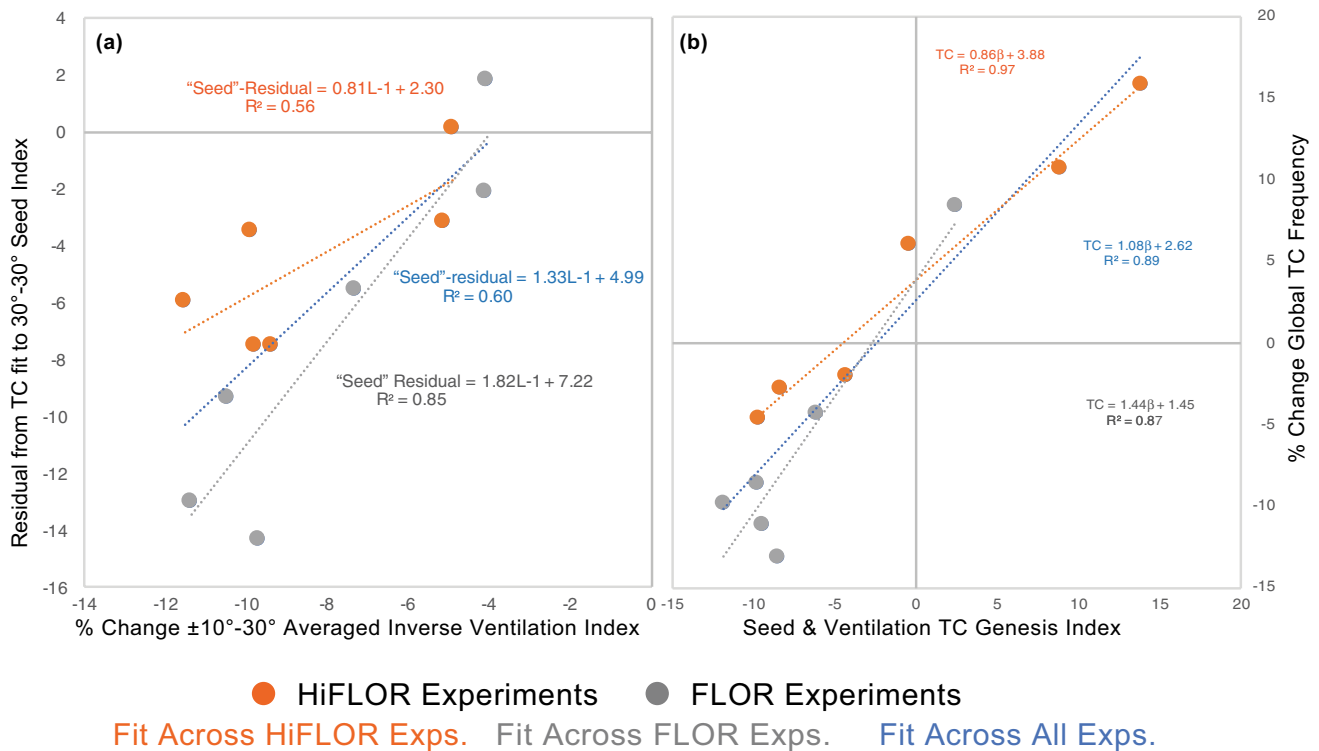 (a)
4
2
0
-2
-4
-6
-8
-10
-12
-14
-16
Residual from TC fit to 30°-30° Seed Index
“Seed”-Residual = 0.81L-1 + 2.30
R² = 0.56
“Seed”-residual = 1.33L-1 + 4.99
R² = 0.60
“Seed” Residual = 1.82L-1 + 7.22
R² = 0.85
-14 -12 -10 -8 -6 -4 -2 0
% Change ±10°-30° Averaged Inverse Ventilation Index
(b)
TC = 0.86β + 3.88
R² = 0.97
TC = 1.08β + 2.62
R² = 0.89
TC = 1.44β + 1.45
R² = 0.87
20
15
10
5
0
-5
-10
-15
% Change Global TC Frequency
-15 -10 -5 0 5 10 15 20
Seed & Ventilation TC Genesis Index
HiFLOR Experiments FLOR Experiments
Fit Across HiFLOR Exps. Fit Across FLOR Exps. Fit Across All Exps.